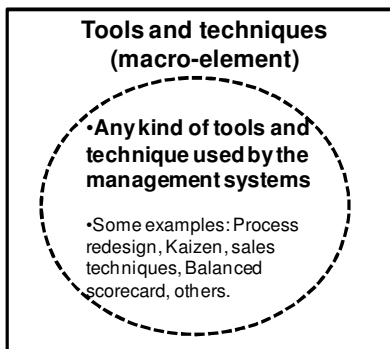 Tools and techniques
(macro-element)
•Any kind of tools and
technique used by the
management systems
•Some examples: Process
redesign, Kaizen, sales
techniques, Balanced
scorecard, others.